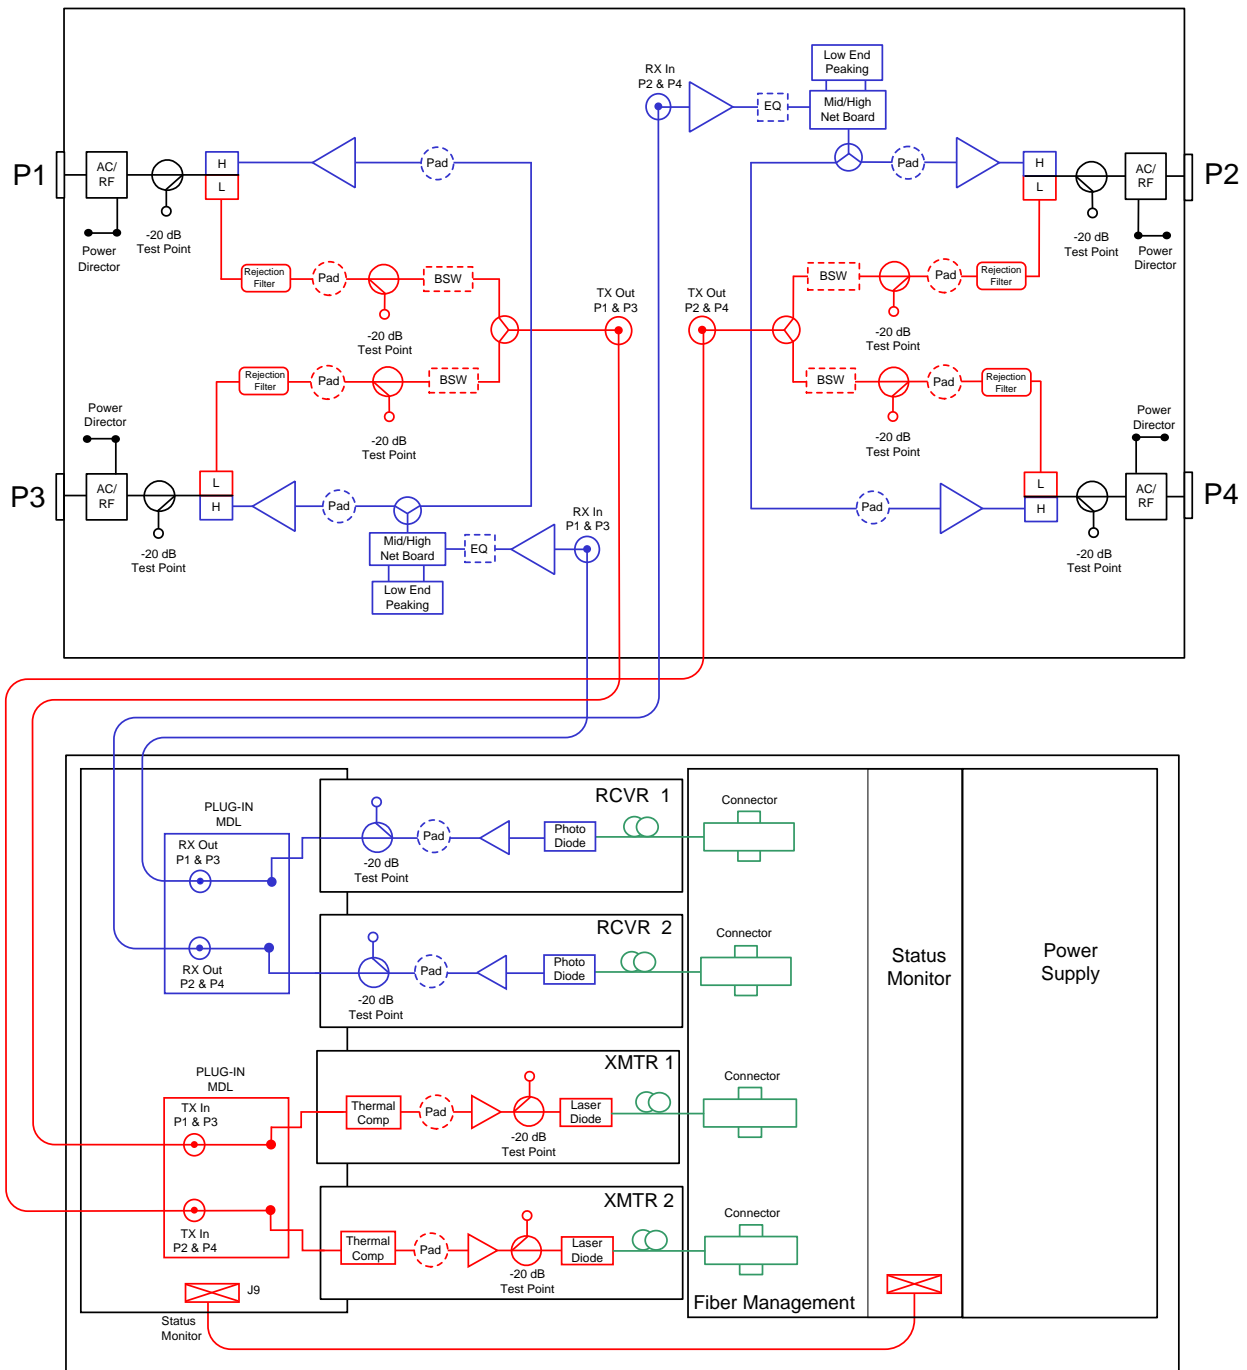 Low End
Peaking
RX In
P2 & P4
EQ
Mid/High
Net Board
P1
AC/
RF
H
L
Pad
Pad
H
L
AC/
RF
P2
-20 dB
Test Point
Power
Director
-20 dB
Test Point
Power
Director
Rejection
Filter
Pad
BSW
TX Out
P1 & P3
TX Out
P2 & P4
BSW
Pad
Rejection
Filter
-20 dB
Test Point
-20 dB
Test Point
Rejection
Filter
Pad
BSW
BSW
Pad
Rejection
Filter
Power
Director
-20 dB
Test Point
-20 dB
Test Point
Power
Director
P3
AC/
RF
L
H
Pad
RX In
P1 & P3
Pad
L
H
AC/
RF
P4
-20 dB
Test Point
Mid/High
Net Board
EQ
-20 dB
Test Point
Low End
Peaking
PLUG-IN
MDL
RX Out
P1 & P3
RX Out
P2 & P4
RCVR 1
-20 dB
Test Point
Pad
Photo
Diode
Connector
RCVR 2
-20 dB
Test Point
Pad
Photo
Diode
Connector
Status
Monitor
Power
Supply
PLUG-IN
MDL
TX In
P1 & P3
TX In
P2 & P4
XMTR 1
Thermal
Comp
Pad
-20 dB
Test Point
Laser
Diode
Connector
XMTR 2
Thermal
Comp
Pad
-20 dB
Test Point
Laser
Diode
Connector
J9
Status
Monitor
Fiber Management